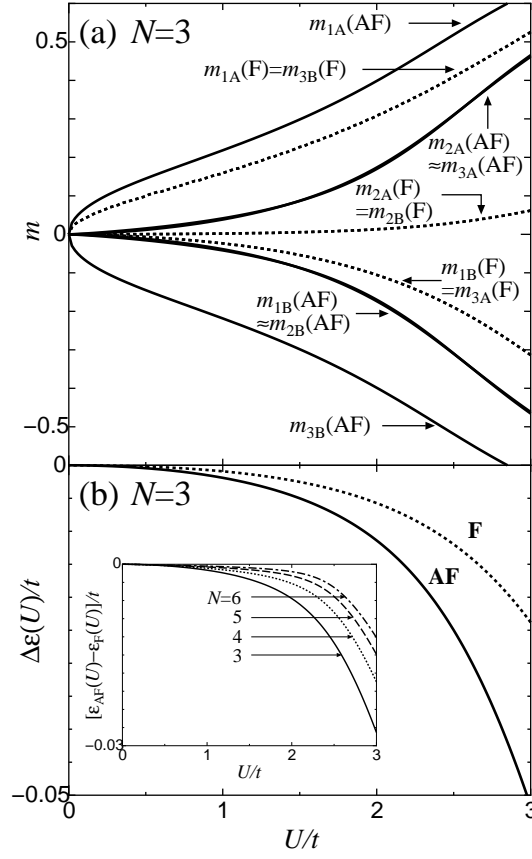 (a) N=3
m1A(AF)
m1A(F)=m3B(F)
m2A(AF)
≈m3A(AF)
m2A(F)
=m2B(F)
m1B(F)
=m3A(F)
m1B(AF)
≈m2B(AF)
m3B(AF)
0.5
0
−0.5
m
(b) N=3
F
AF
0
−0.05
Δε(U)/t
0
−0.03
[εAF(U)−εF(U)]/t
N=6
5
4
3
0 1 2 3
U/t
0 1 2 3
U/t